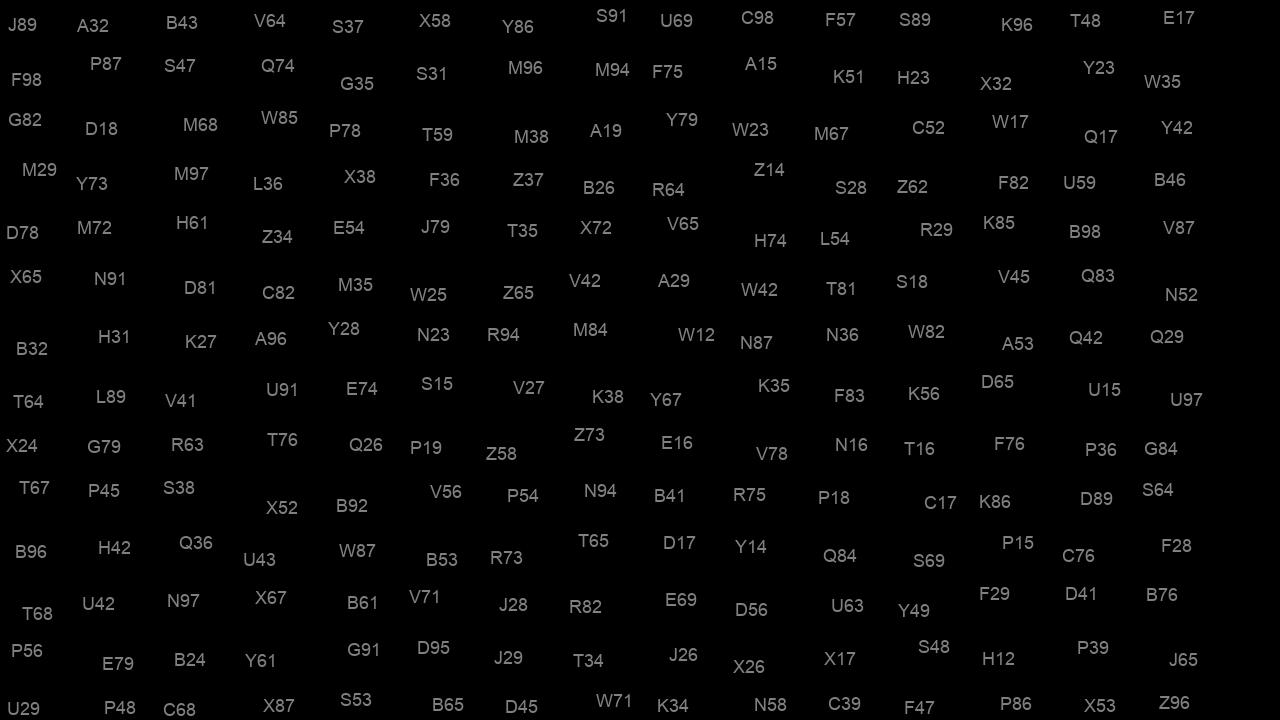 J89 A32 B43 V64 S37 X58 Y86 S91 U69 C98 F57 S89 K96 T48 E17
F98 P87 S47 Q74 G35 S31 M96 M94 F75 A15 K51 H23 X32 Y23 W35
G82 D18 M68 W85 P78 T59 M38 A19 Y79 W23 M67 C52 W17 Q17 Y42
M29 Y73 M97 L36 X38 F36 Z37 B26 R64 Z14 S28 Z62 F82 U59 B46
D78 M72 H61 Z34 E54 J79 T35 X72 V65 H74 L54 R29 K85 B98 V87
X65 N91 D81 C82 M35 W25 Z65 V42 A29 W42 T81 S18 V45 Q83 N52
B32 H31 K27 A96 Y28 N23 R94 M84 W12 N87 N36 W82 A53 Q42 Q29
T64 L89 V41 U91 E74 S15 V27 K38 Y67 K35 F83 K56 D65 U15 U97
X24 G79 R63 T76 Q26 P19 Z58 Z73 E16 V78 N16 T16 F76 P36 G84
T67 P45 S38 X52 B92 V56 P54 N94 B41 R75 P18 C17 K86 D89 S64
B96 H42 Q36 U43 W87 B53 R73 T65 D17 Y14 Q84 S69 P15 C76 F28
T68 U42 N97 X67 B61 V71 J28 R82 E69 D56 U63 Y49 F29 D41 B76
P56 E79 B24 Y61 G91 D95 J29 T34 J26 X26 X17 S48 H12 P39 J65
U29 P48 C68 X87 S53 B65 D45 W71 K34 N58 C39 F47 P86 X53 Z96